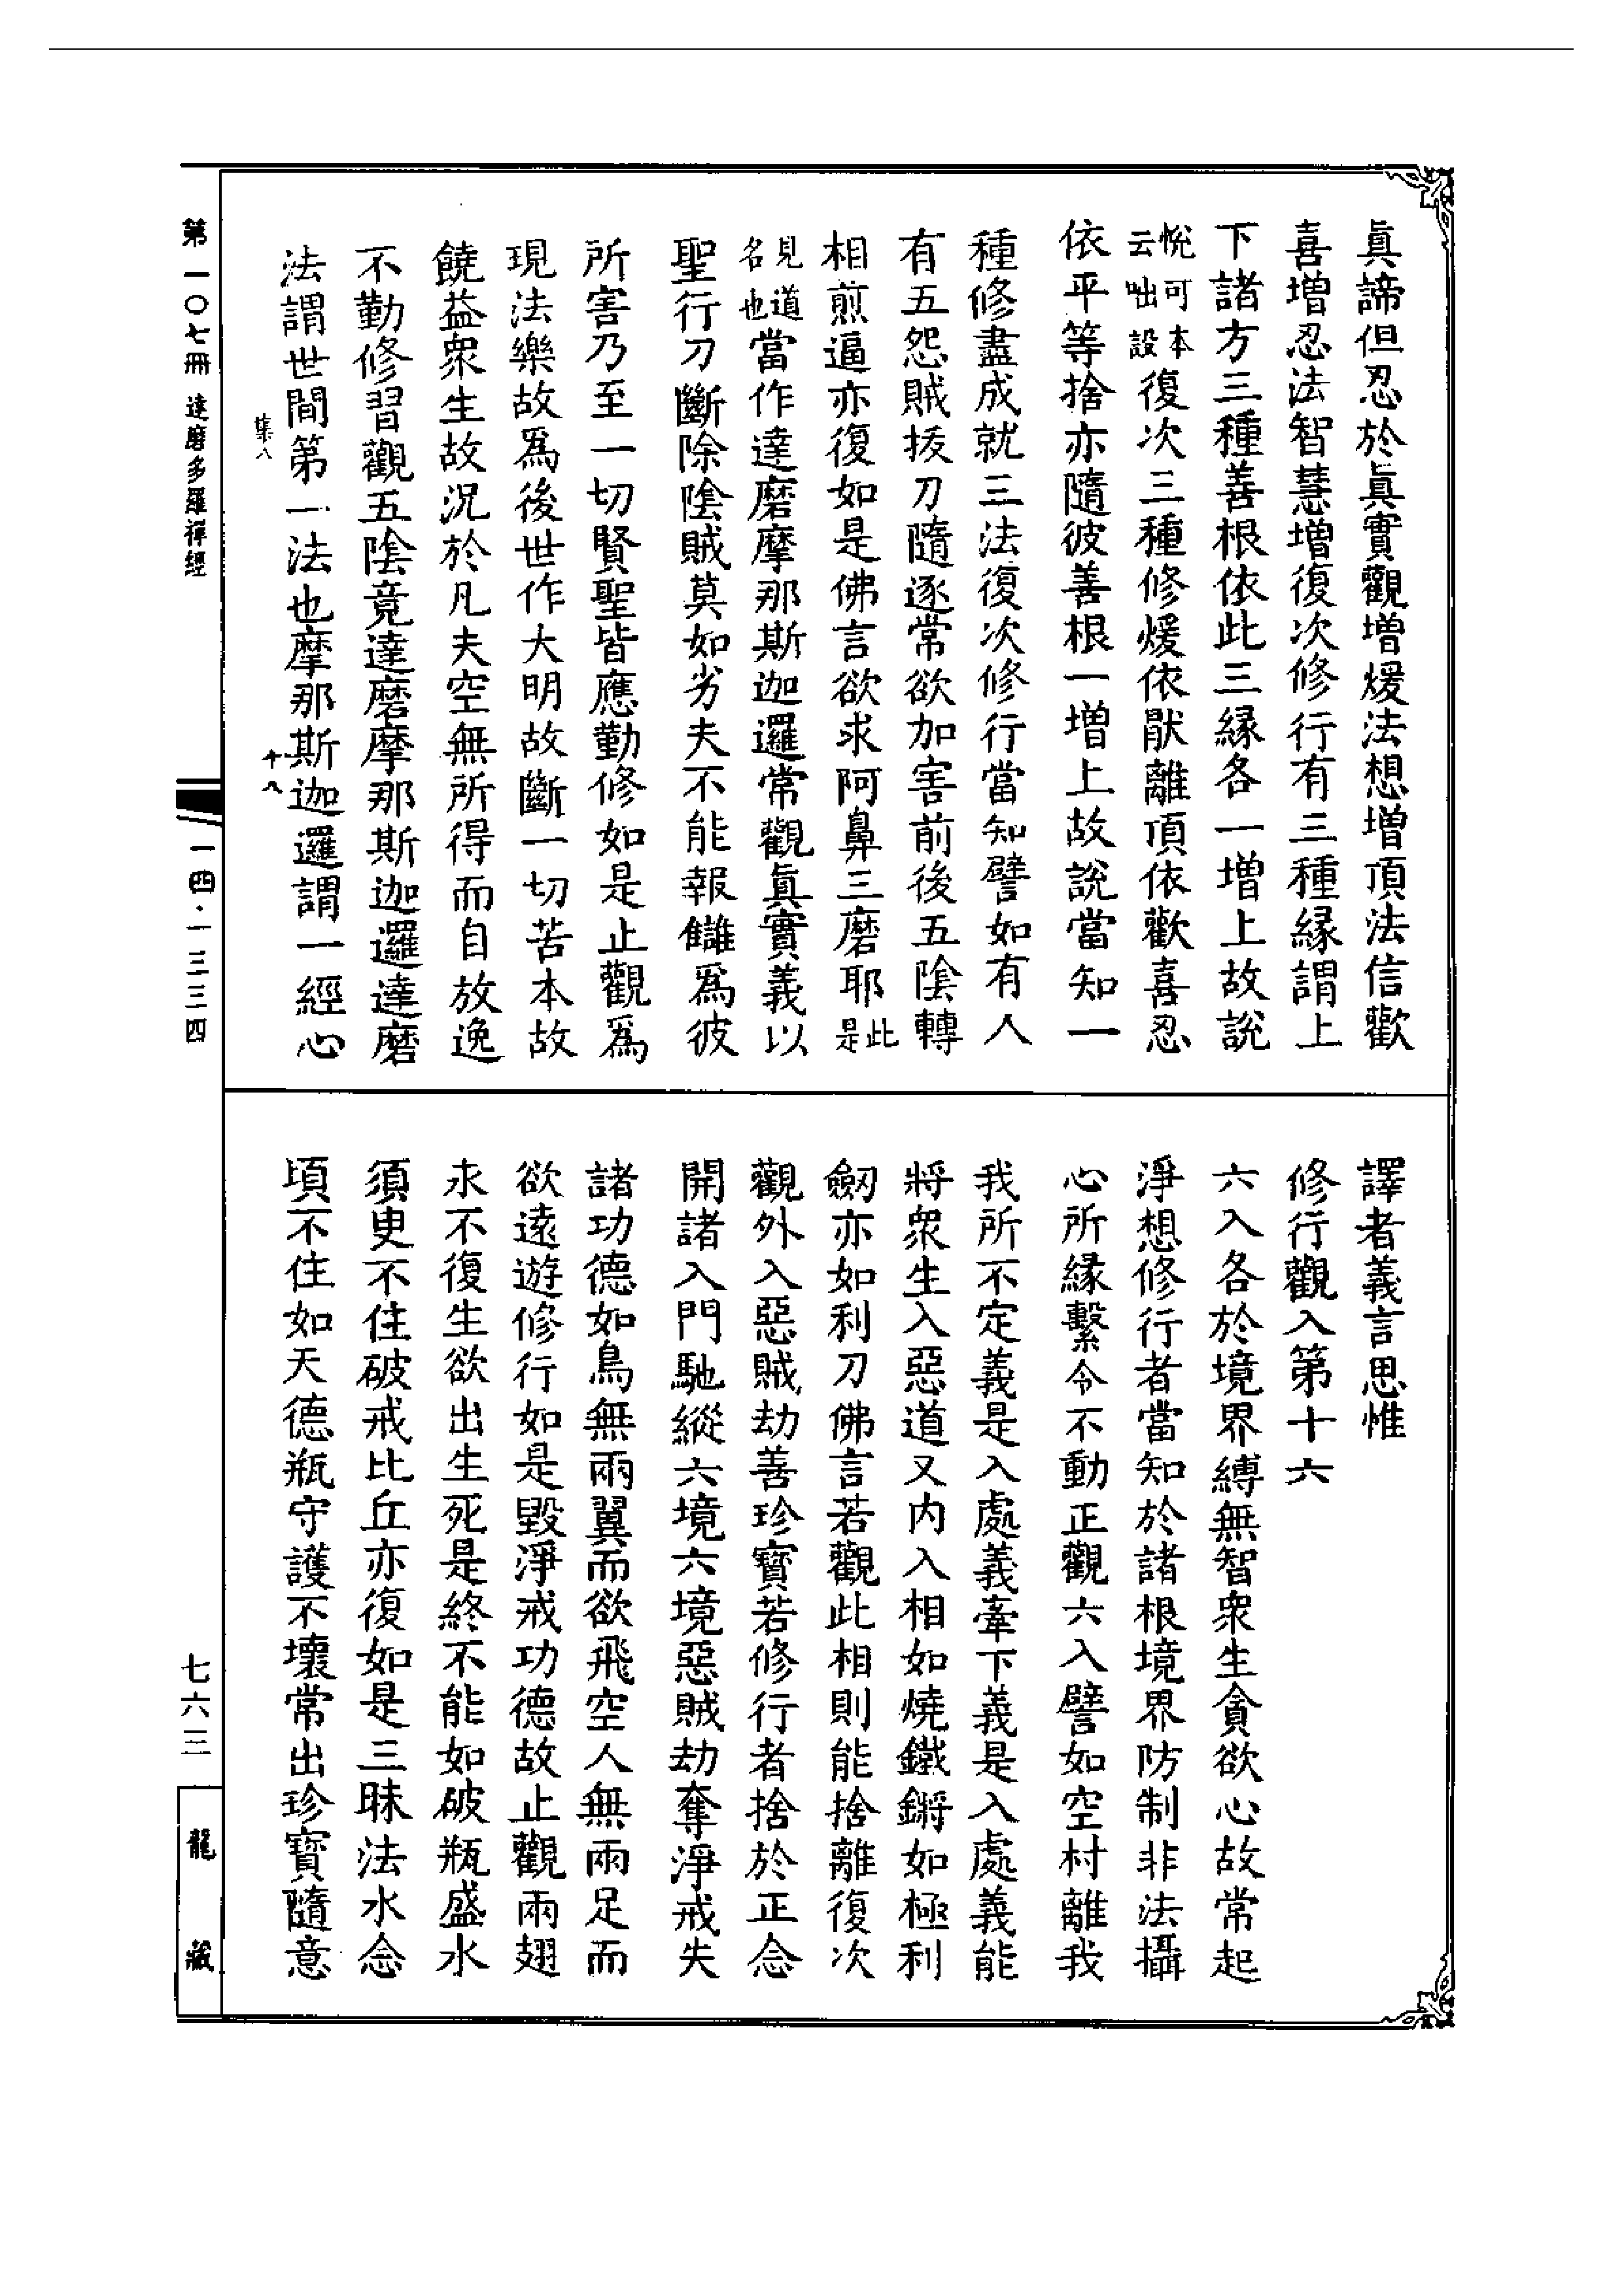 眞諦但忍於眞實觀增煖法想增頂法信歡
喜增忍法智慧增復次修行有三種緣謂上
下諸方三種善根依此三緣各一增上故說
悅可本云咄設復次三種修煖依猒離頂依歡喜忍
依平等捨亦隨彼善根一增上故說當知一
種修盡成就三法復次修行當知譬如有人
有五怨賊拔刀隨逐常欲加害前後五陰轉
相煎逼亦復如是佛言欲求阿鼻三磨耶此是
見道名也當作達磨摩那斯迦邏常觀眞實義以
聖行刀斷除陰賊莫如劣夫不能報讎爲彼
所害乃至一切賢聖皆應勤修如是止觀爲
現法樂故爲後世作大明故斷一切苦本故
饒益衆生故況於凡夫空無所得而自放逸
不勤修習觀五陰竟達磨摩那斯迦邏達磨
法謂世間第一法也摩那斯迦邏謂一經心
集八
十八
譯者義言思惟
修行觀入第十六
六入各於境界縛無智衆生貪欲心故常起
淨想修行者當知於諸根境界防制非法攝
心所緣繫令不動正觀六入譬如空村離我
我所不定義是入處義牽下義是入處義能
將衆生入惡道又内入相如燒鐵鏘如極利
劒亦如利刀佛言若觀此相則能捨離復次
觀外入惡賊劫善珍寶若修行者捨於正念
開諸入門馳縱六境六境惡賊劫奪淨戒失
諸功德如鳥無兩翼而欲飛空人無兩足而
欲遠遊修行如是毀淨戒功德故止觀兩翅
永不復生欲出生死是終不能如破瓶盛水
須臾不住破戒比丘亦復如是三昧法水念
頃不住如天德瓶守護不壞常出珍寶隨意
第一〇七冊 達磨多羅禪經
一四·一三三四
七六三
龍藏